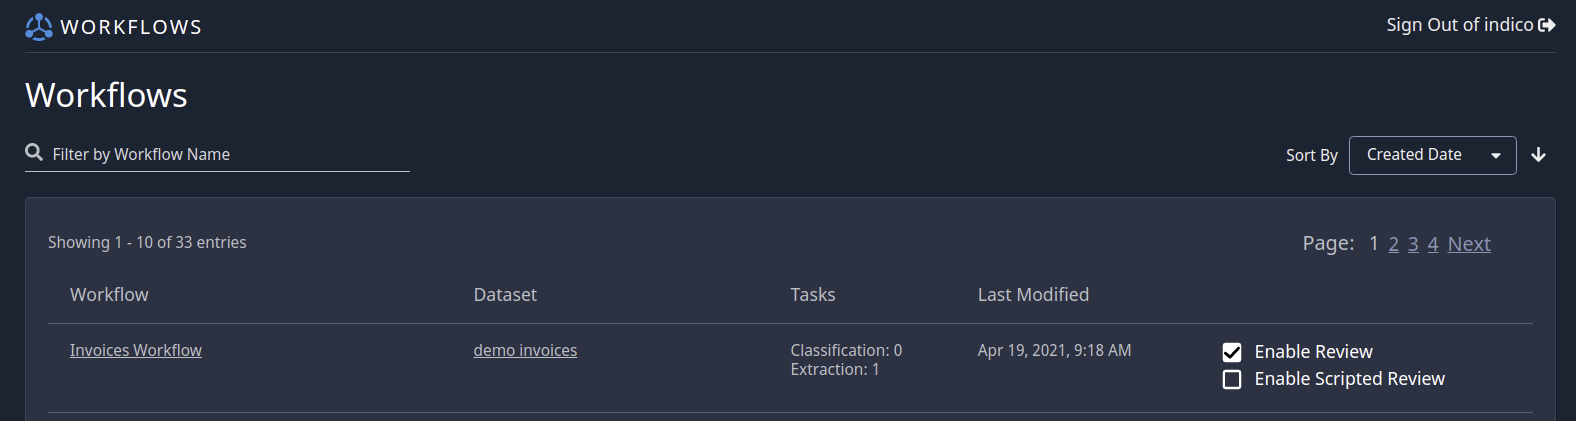 WORKFLOWS
Sign Out of indico
Workflows
Filter by Workflow Name
Sort By Created Date
Showing 1 - 10 of 33 entries
Page: 1 2 3 4 Next
Workflow Dataset Tasks Last Modified
Invoices Workflow demo invoices Classification: 0 Apr 19, 2021, 9:18 AM Enable Review
Extraction: 1 Enable Scripted Review